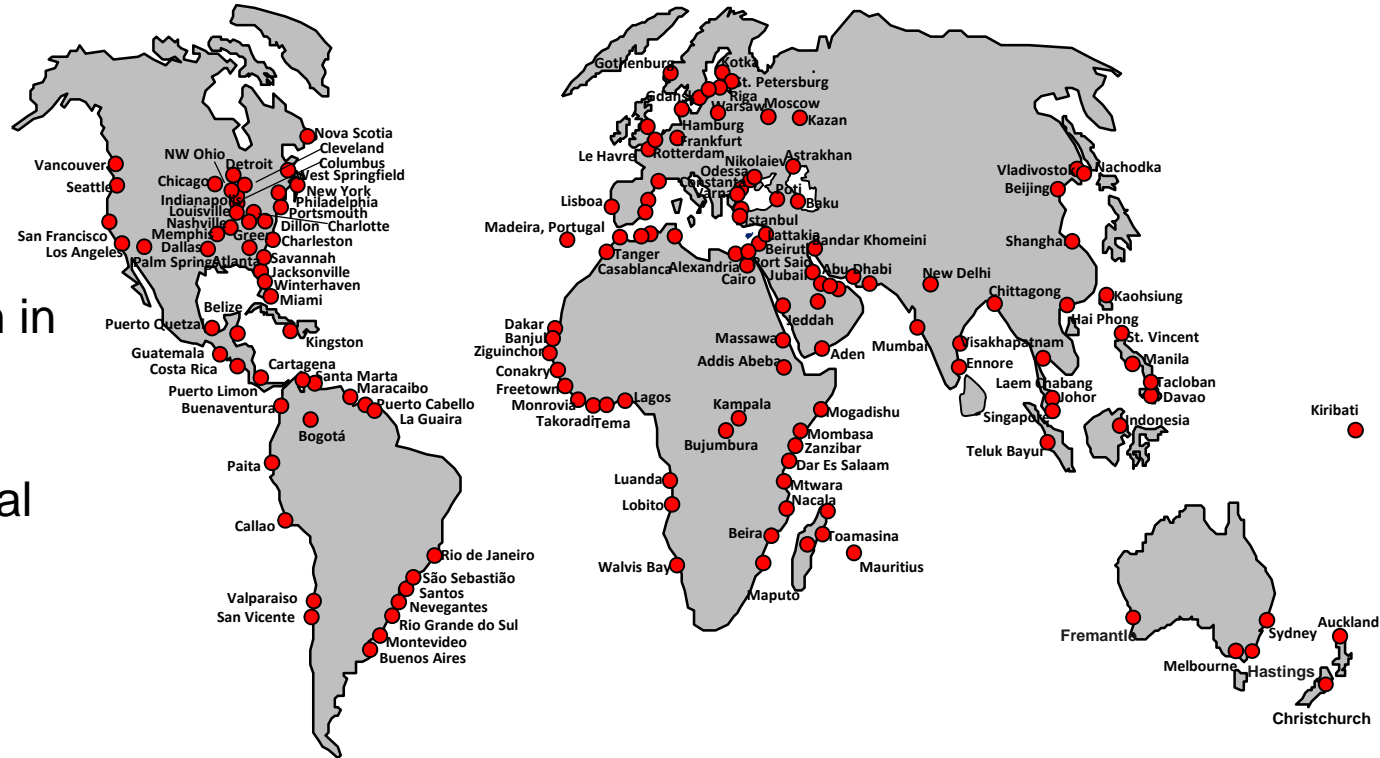 Gothenburg
Kotka
St. Petersburg
Gdansk
Riga
Warsaw
Moscow
Kazan
Nova Scotia
Cleveland
Columbus
West Springfield
NW Ohio
Detroit
Hamburg
Frankfurt
Le Havre
Rotterdam
Vancouver
Seattle
Chicago
Indianapolis
New York
Philadelphia
Portsmouth
Louisville
Nashville
Dillon
Charlotte
Memphis
Green
Charleston
San Francisco
Los Angeles
Dallas
Palm Springs
Atlanta
Savannah
Jacksonville
Winterhaven
Miami
Nikolaiev
Astrakhan
Odessa
Constanta
Varna
Poti
Baku
Istanbul
Lisboa
Madeira, Portugal
Tanger
Casablanca
Alexandria
Cairo
Lattakia
Beirut
Port Said
Bandar Khomeini
Jubail
Abu Dhabi
Vladivostok
Nachodka
Beijing
Shanghai
New Delhi
Chittagong
Kaohsiung
Hai Phong
n in
Belize
Puerto Quetzal
Kingston
Guatemala
Costa Rica
Cartagena
Santa Marta
Maracaibo
Puerto Limon
Puerto Cabello
Buenaventura
La Guaira
Bogotá
Dakar
Banjul
Ziguinchor
Conakry
Freetown
Monrovia
Takoradi
Tema
Lagos
Jeddah
Massawa
Aden
Addis Abeba
Mumbai
Visakhapatnam
Ennore
St. Vincent
Manila
Laem Chabang
Tacloban
Johor
Davao
Singapore
Indonesia
Teluk Bayur
Kiribati
Kampala
Mogadishu
Bujumbura
Mombasa
Zanzibar
Dar Es Salaam
Paita
al
Callao
Luanda
Lobito
Mtwara
Nacala
Beira
Toamasina
Mauritius
Walvis Bay
Maputo
Rio de Janeiro
São Sebastião
Santos
Valparaiso
Nevegantes
San Vicente
Rio Grande do Sul
Montevideo
Buenos Aires
Fremantle
Sydney
Auckland
Melbourne
Hastings
Christchurch